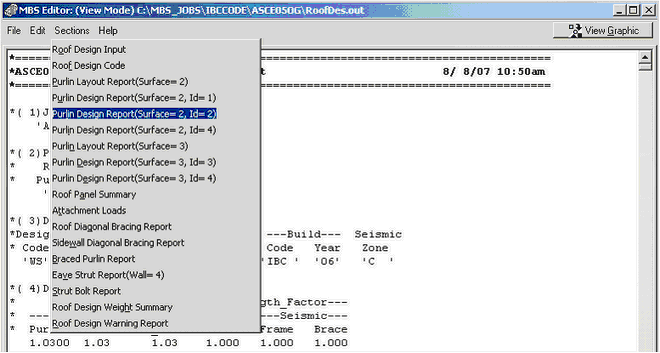 MBS Editor: (View Mode) C:\MBS_JOBS\IBCCODE\ASCE05OG\RoofDes.out
File Edit Sections Help
View Graphic
Roof Design Input
Roof Design Code
Purlin Layout Report(Surface= 2)
Purlin Design Report(Surface= 2, Id= 1)
Purlin Design Report(Surface= 2, Id= 2)
Purlin Design Report(Surface= 2, Id= 4)
Purlin Layout Report(Surface= 3)
Purlin Design Report(Surface= 3, Id= 3)
Purlin Design Report(Surface= 3, Id= 4)
Roof Panel Summary
Attachment Loads
Roof Diagonal Bracing Report
Sidewall Diagonal Bracing Report
Braced Purlin Report
Eave Strut Report(Wall= 4)
Strut Bolt Report
Roof Design Weight Summary
Roof Design Warning Report
*ASCE0 t 8/ 8/07 10:50am
*( 1)J
'A
*( 2)P
* R
* Pu
'
*( 3)D
*Desig ---Build--- Seismic
* Cod Code Year Zone
'WS' 'IBC ' '06' 'C '
*( 4)D
* gth_Factor---
* --- ---Seismic---
* Pur Frame Brace
1.0300 1.03 1.03 1.000 1.000 1.000